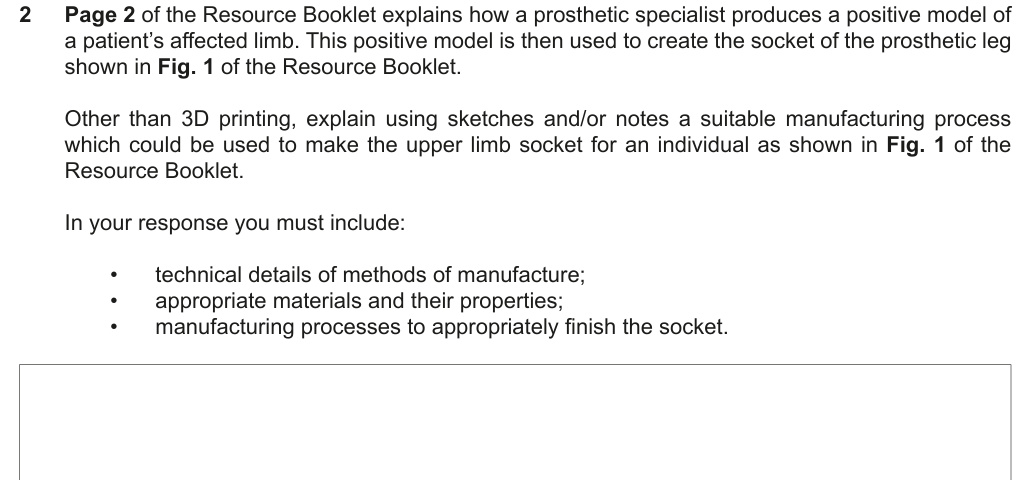 2 Page 2 of the Resource Booklet explains how a prosthetic specialist produces a positive model of
a patient’s affected limb. This positive model is then used to create the socket of the prosthetic leg
shown in Fig. 1 of the Resource Booklet.
Other than 3D printing, explain using sketches and/or notes a suitable manufacturing process
which could be used to make the upper limb socket for an individual as shown in Fig. 1 of the
Resource Booklet.
In your response you must include:
• technical details of methods of manufacture;
• appropriate materials and their properties;
• manufacturing processes to appropriately finish the socket.